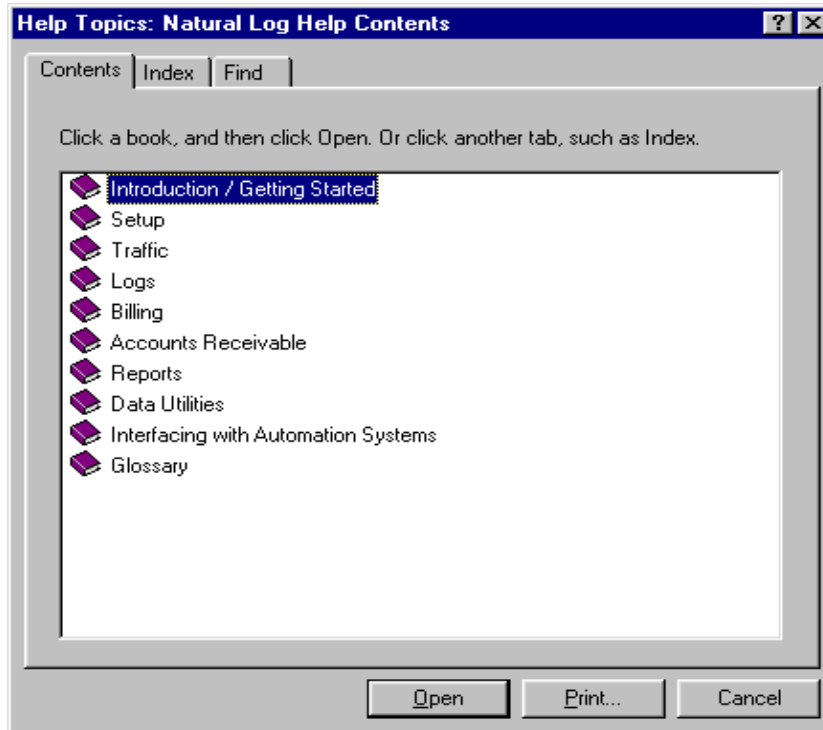 Help Topics: Natural Log Help Contents
Contents Index Find
Click a book, and then click Open. Or click another tab, such as Index.
Introduction / Getting Started
Setup
Traffic
Logs
Billing
Accounts Receivable
Reports
Data Utilities
Interfacing with Automation Systems
Glossary
Open Print... Cancel